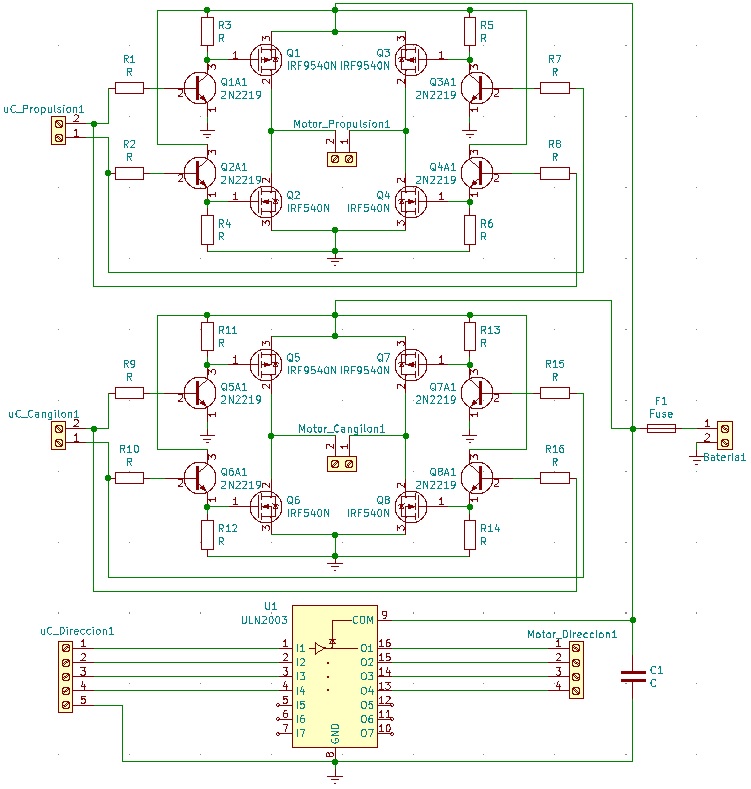 R3
R
R5
R
R1
R
Q1
IRF9540N
Q3
IRF9540N
R7
R
Q1A1
2N2219
Q3A1
2N2219
uC_Propulsion1
2
1
Motor_Propulsion1
2 1
R2
R
Q2A1
2N2219
Q4A1
2N2219
R8
R
Q2
IRF540N
Q4
IRF540N
R4
R
R6
R
R11
R
R13
R
R9
R
Q5
IRF9540N
Q7
IRF9540N
R15
R
Q5A1
2N2219
Q7A1
2N2219
F1
Fuse
uC_Cangilon1
2
1
Motor_Cangilon1
2 1
1
2
Bateria1
R10
R
Q6A1
2N2219
Q8A1
2N2219
R16
R
Q6
IRF540N
Q8
IRF540N
R12
R
R14
R
U1
ULN2003
COM 9
uC_Direccion1
Motor_Direccion1
1 1 I1 O1 16 1
2 2 I2 O2 15 2
3 3 I3 O3 14 3
4 4 I4 O4 13 4
5 5 I5 O5 12
6 I6 O6 11
7 I7 O7 10
GND
8
C1
C